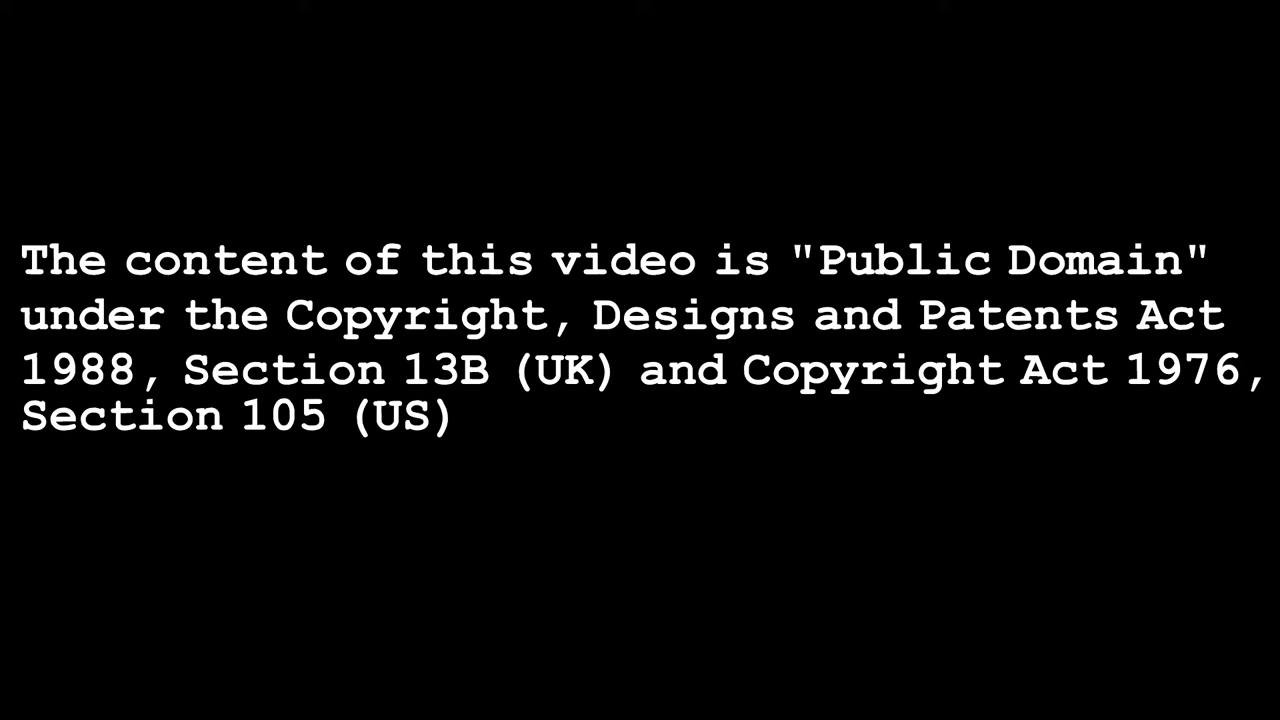 The content of this video is "Public Domain"
under the Copyright, Designs and Patents Act
1988, Section 13B (UK) and Copyright Act 1976,
Section 105 (US)